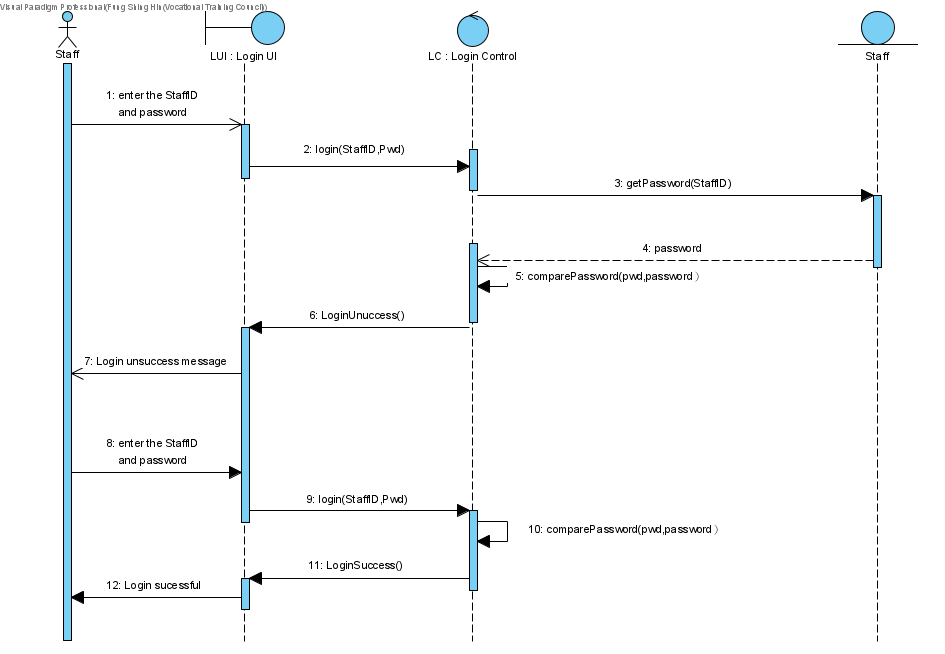 Visual Paradigm Professional(Fung Shing Hin(Vocational Training Council))
Staff
LUI : Login UI
LC : Login Control
Staff
1: enter the StaffID
and password
2: login(StaffID,Pwd)
3: getPassword(StaffID)
4: password
5: comparePassword(pwd,password )
6: LoginUnuccess()
7: Login unsuccess message
8: enter the StaffID
and password
9: login(StaffID,Pwd)
10: comparePassword(pwd,password )
11: LoginSuccess()
12: Login sucessful